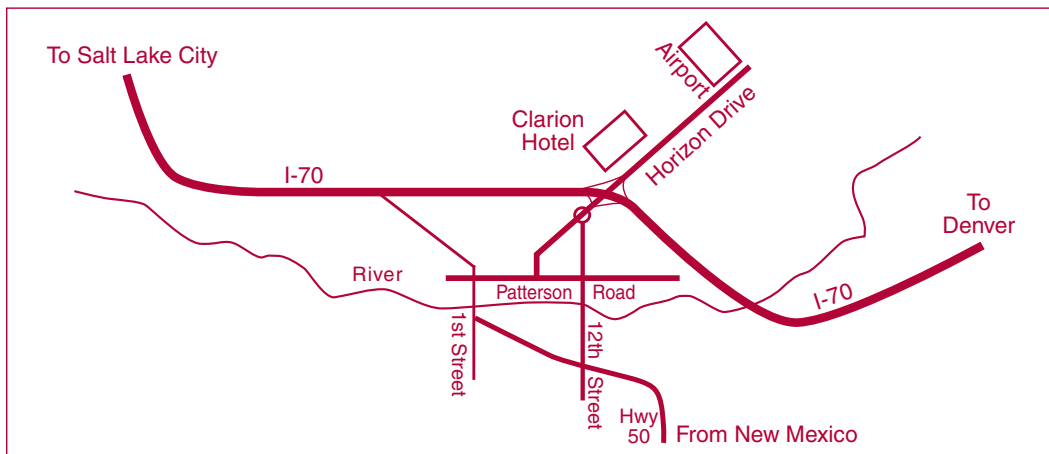 To Salt Lake City
Airport
Clarion
Hotel
Horizon Drive
I-70
To
Denver
River
Patterson Road
I-70
1st Street
12th Street
Hwy
50
From New Mexico